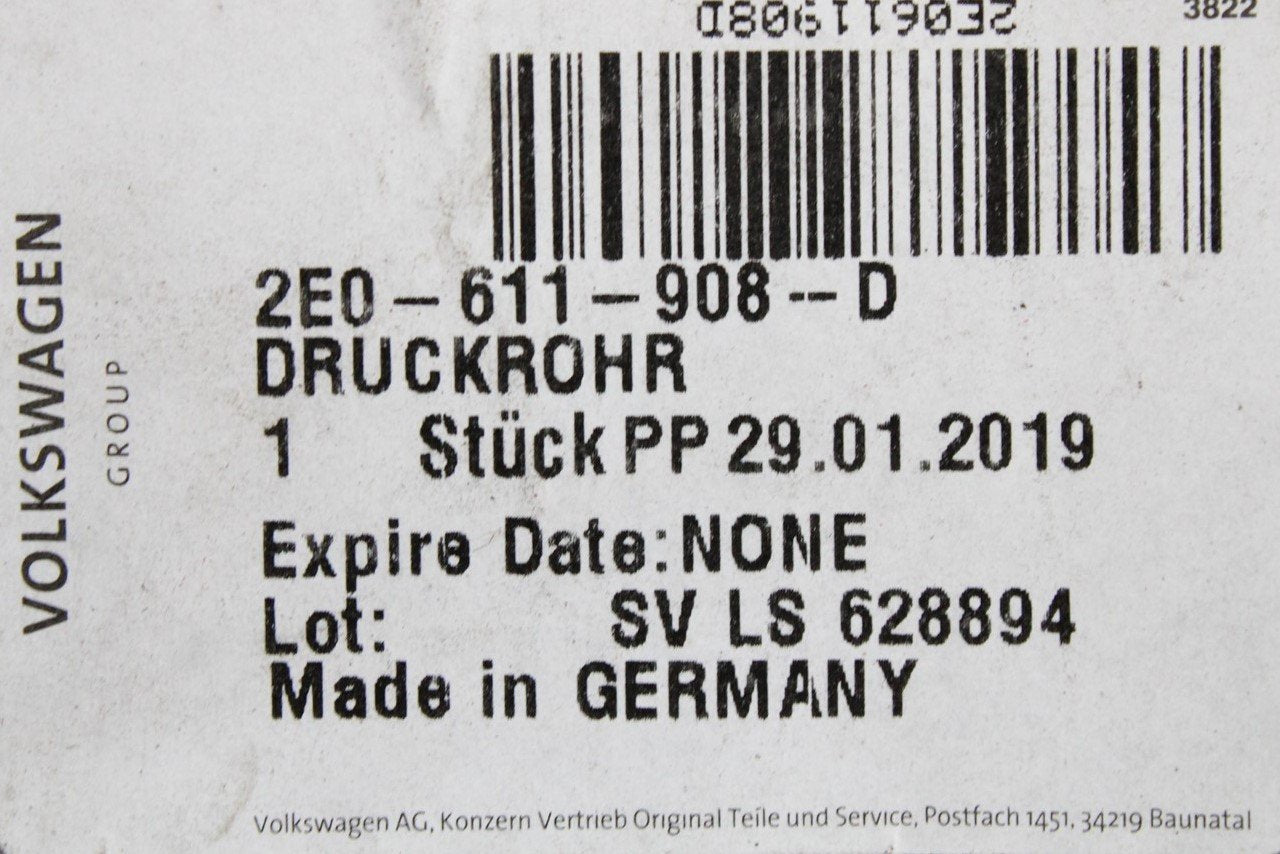 2E0611908D
3822
2E0-611-908--D
DRUCKROHR
1 Stück PP 29.01.2019
Expire Date:NONE
Lot: SV LS 628894
Made in GERMANY
VOLKSWAGEN
GROUP
Volkswagen AG, Konzern Vertrieb Original Teile und Service, Postfach 1451, 34219 Baunatal